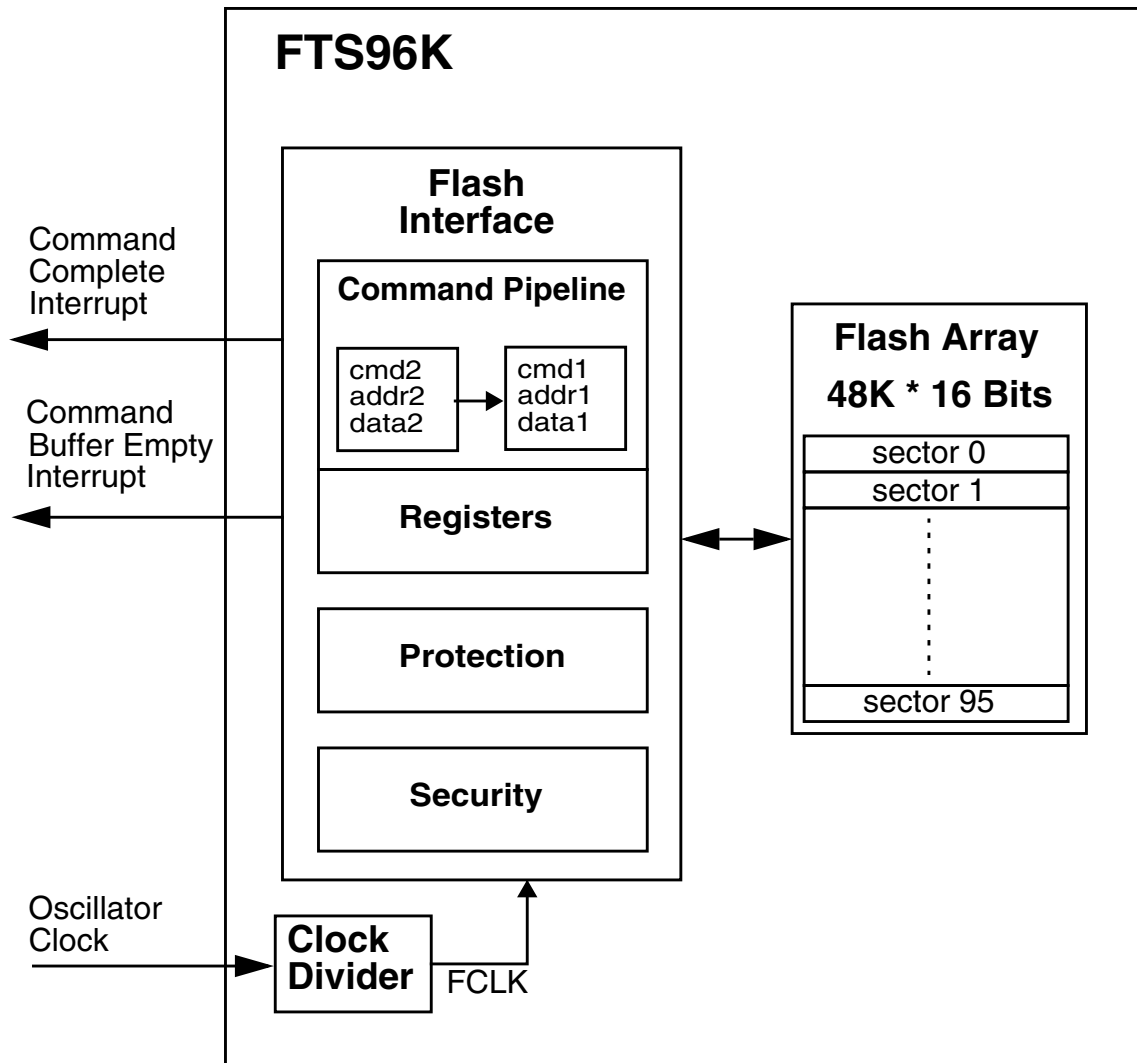 FTS96K
Flash
Interface
Command Pipeline
cmd2
addr2
data2
cmd1
addr1
data1
Registers
Protection
Security
Command
Complete
Interrupt
Command
Buffer Empty
Interrupt
Flash Array
48K * 16 Bits
sector 0
sector 1
sector 95
Oscillator
Clock
Clock
Divider
FCLK